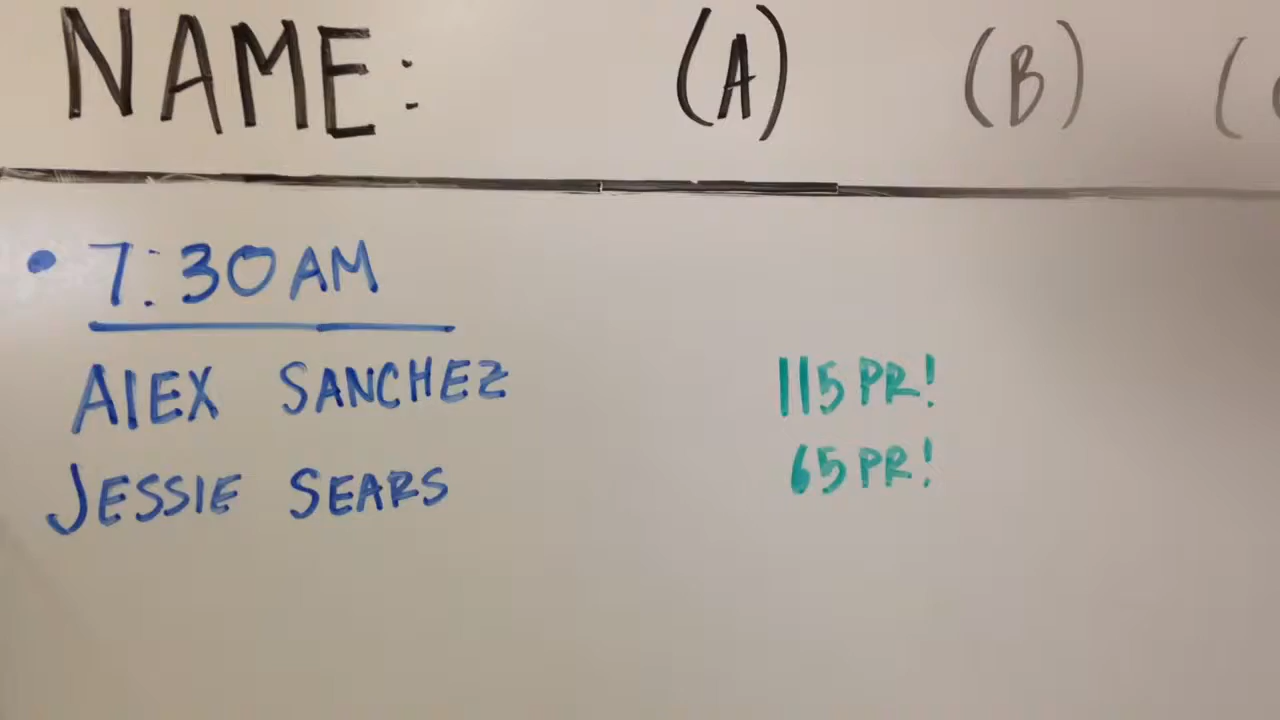 NAME: (A) (B) (
• 7:30AM
ALEX SANCHEZ 115 PR!
JESSIE SEARS 65 PR!